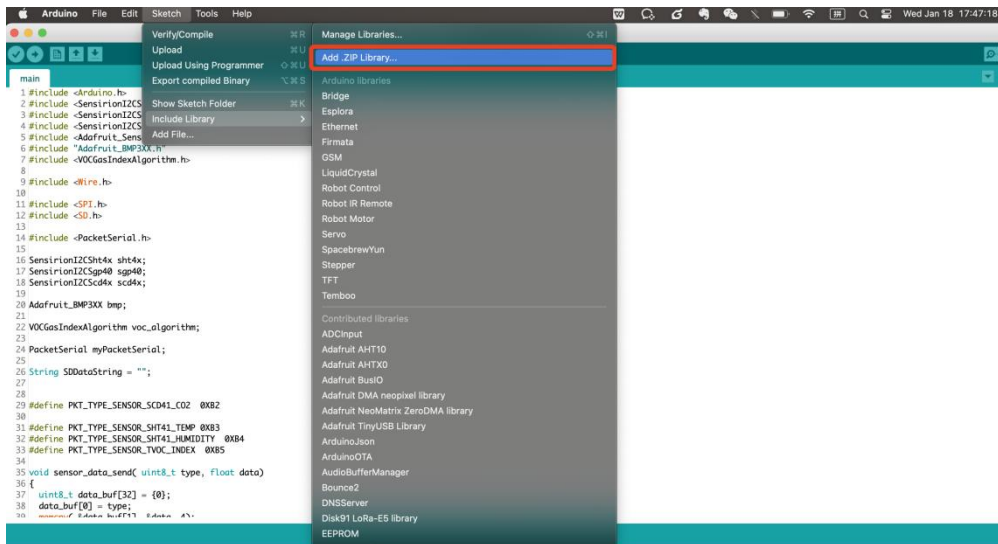 Arduino File Edit Sketch Tools Help
Wed Jan 18 17:47:18
Verify/Compile ⌘R
Upload ⌘U
Upload Using Programmer ⇧⌘U
Export compiled Binary ⌥⌘S
Show Sketch Folder ⌘K
Include Library
Add File...
Manage Libraries... ⇧⌘I
Add .ZIP Library...
Arduino libraries
Bridge
Esplora
Ethernet
Firmata
GSM
LiquidCrystal
Robot Control
Robot IR Remote
Robot Motor
Servo
SpacebrewYun
Stepper
TFT
Temboo
Contributed libraries
ADCInput
Adafruit AHT10
Adafruit AHTX0
Adafruit BusIO
Adafruit DMA neopixel library
Adafruit NeoMatrix ZeroDMA library
Adafruit TinyUSB Library
ArduinoJson
ArduinoOTA
AudioBufferManager
Bounce2
DNSServer
Disk91 LoRa-E5 library
EEPROM
main
1 #include <Arduino.h>
2 #include <SensirionI2CS
3 #include <SensirionI2CS
4 #include <SensirionI2CS
5 #include <Adafruit_Sens
6 #include "Adafruit_BMP3XX.h"
7 #include <VOCGasIndexAlgorithm.h>
8
9 #include <Wire.h>
10
11 #include <SPI.h>
12 #include <SD.h>
13
14 #include <PacketSerial.h>
15
16 SensirionI2CSht4x sht4x;
17 SensirionI2CSgp40 sgp40;
18 SensirionI2CScd4x scd4x;
19
20 Adafruit_BMP3XX bmp;
21
22 VOCGasIndexAlgorithm voc_algorithm;
23
24 PacketSerial myPacketSerial;
25
26 String SDDataString = "";
27
28
29 #define PKT_TYPE_SENSOR_SCD41_CO2 0XB2
30
31 #define PKT_TYPE_SENSOR_SHT41_TEMP 0XB3
32 #define PKT_TYPE_SENSOR_SHT41_HUMIDITY 0XB4
33 #define PKT_TYPE_SENSOR_TVOC_INDEX 0XB5
34
35 void sensor_data_send( uint8_t type, float data)
36 {
37 uint8_t data_buf[32] = {0};
38 data_buf[0] = type;